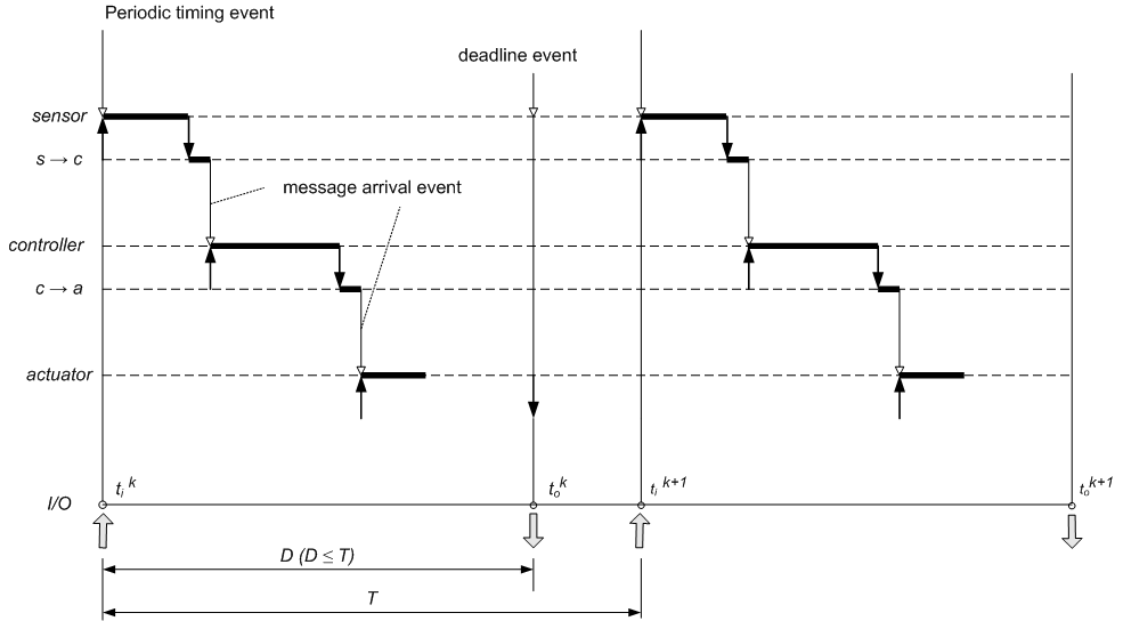 Periodic timing event
deadline event
sensor
s → c
message arrival event
controller
c → a
actuator
I/O
t_i^k
t_o^k
t_i^{k+1}
t_o^{k+1}
D (D ≤ T)
T